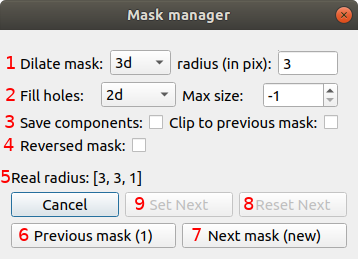 Mask manager
1 Dilate mask: 3d radius (in pix): 3
2 Fill holes: 2d Max size: -1
3 Save components: Clip to previous mask:
4 Reversed mask:
5 Real radius: [3, 3, 1]
Cancel 9 Set Next 8 Reset Next
6 Previous mask (1) 7 Next mask (new)